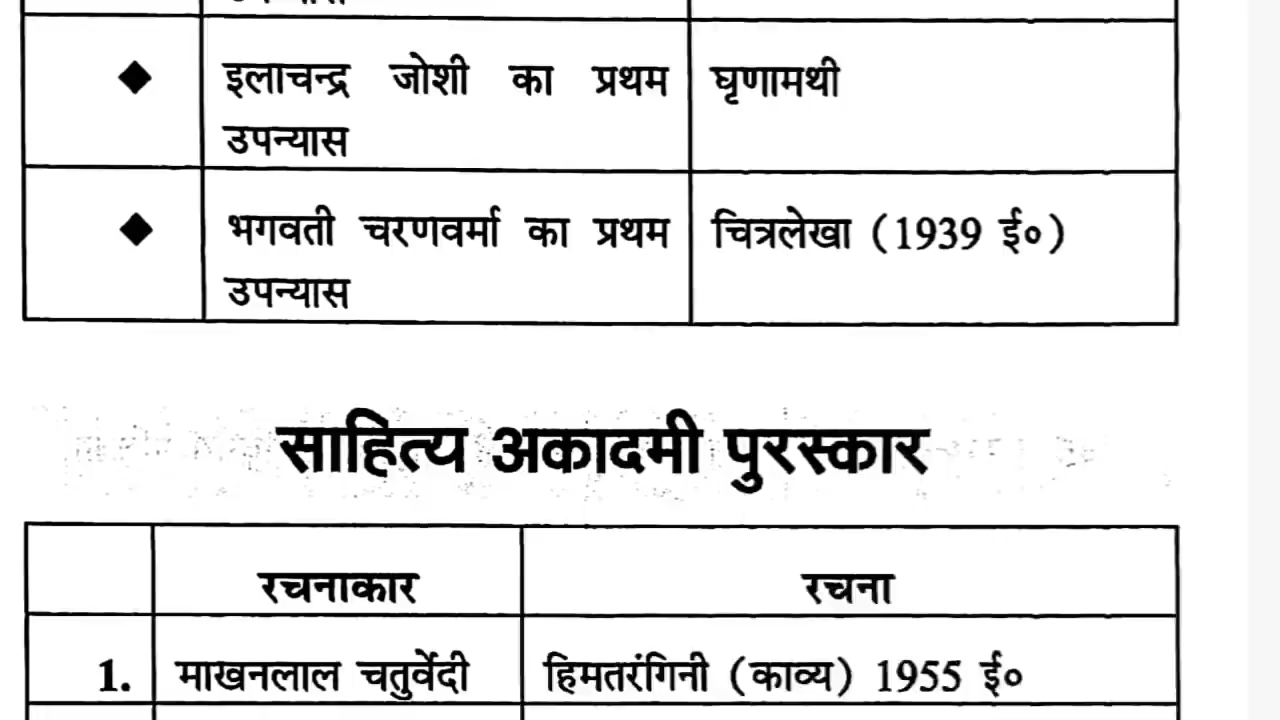 उपन्यास
इलाचन्द्र जोशी का प्रथम घृणामथी
उपन्यास
भगवती चरणवर्मा का प्रथम चित्रलेखा (1939 ई०)
उपन्यास
साहित्य अकादमी पुरस्कार
रचनाकार रचना
1. माखनलाल चतुर्वेदी हिमतरंगिनी (काव्य) 1955 ई०